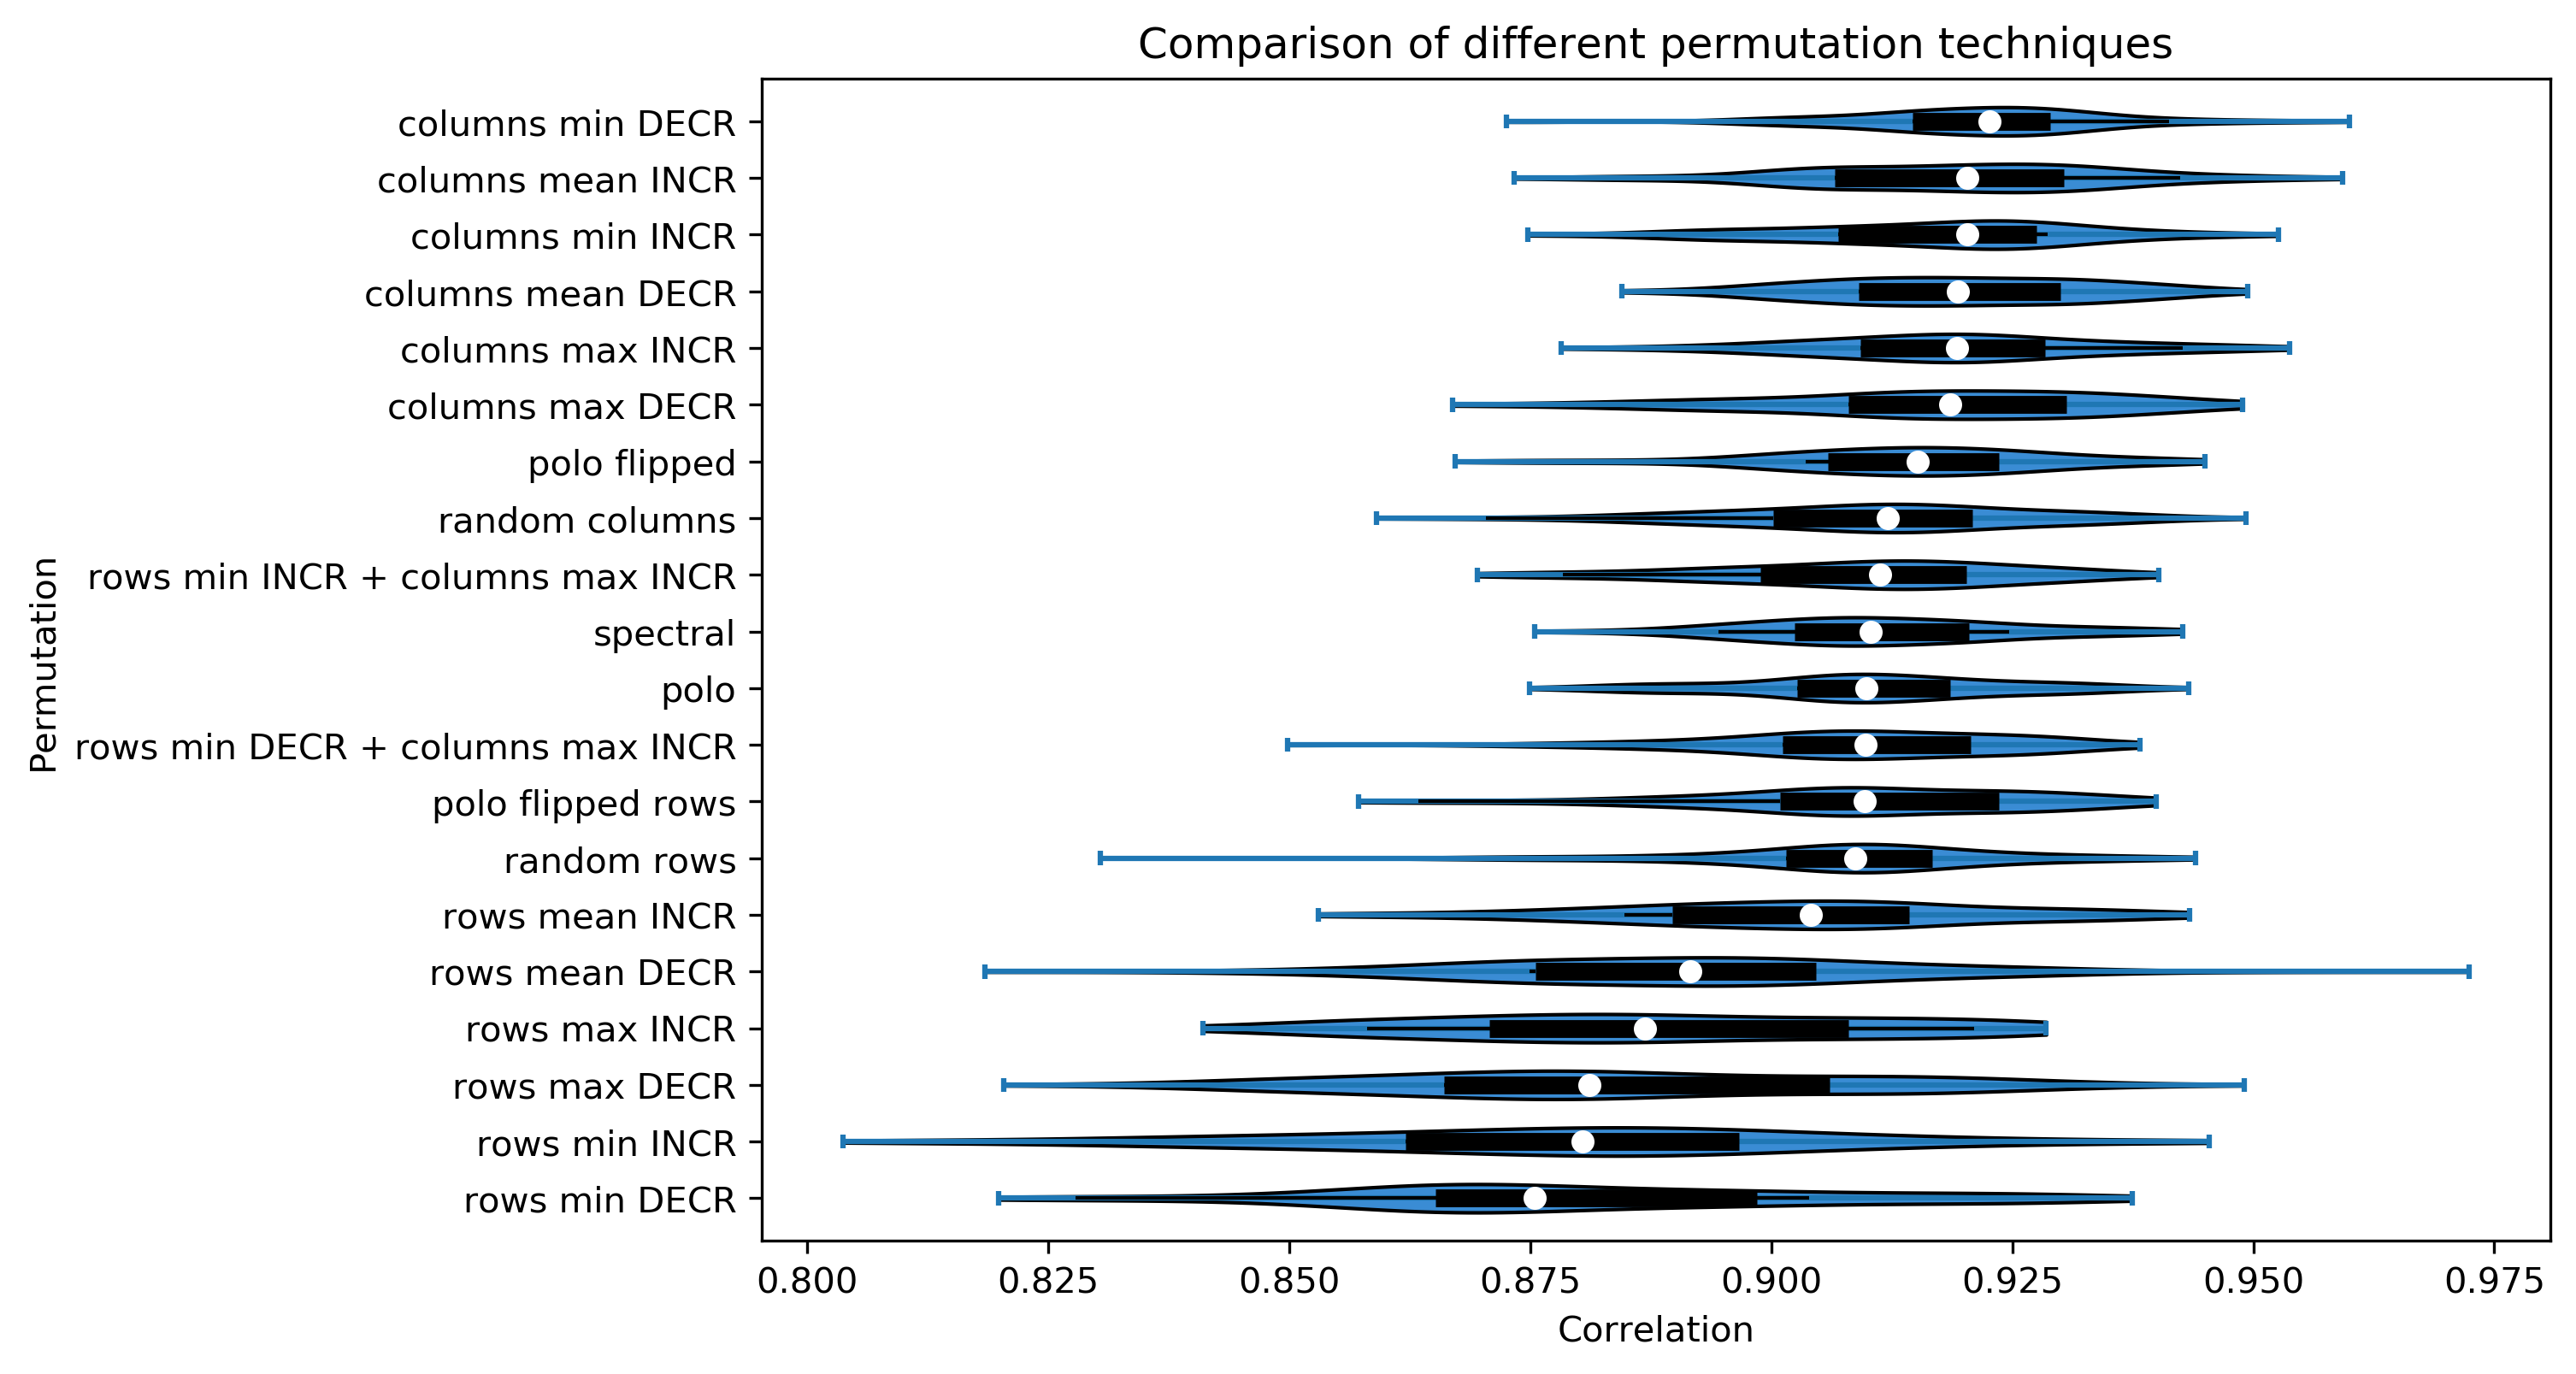 Comparison of different permutation techniques
columns min DECR
columns mean INCR
columns min INCR
columns mean DECR
columns max INCR
columns max DECR
polo flipped
random columns
rows min INCR + columns max INCR
spectral
polo
rows min DECR + columns max INCR
polo flipped rows
random rows
rows mean INCR
rows mean DECR
rows max INCR
rows max DECR
rows min INCR
rows min DECR
Permutation
0.800 0.825 0.850 0.875 0.900 0.925 0.950 0.975
Correlation